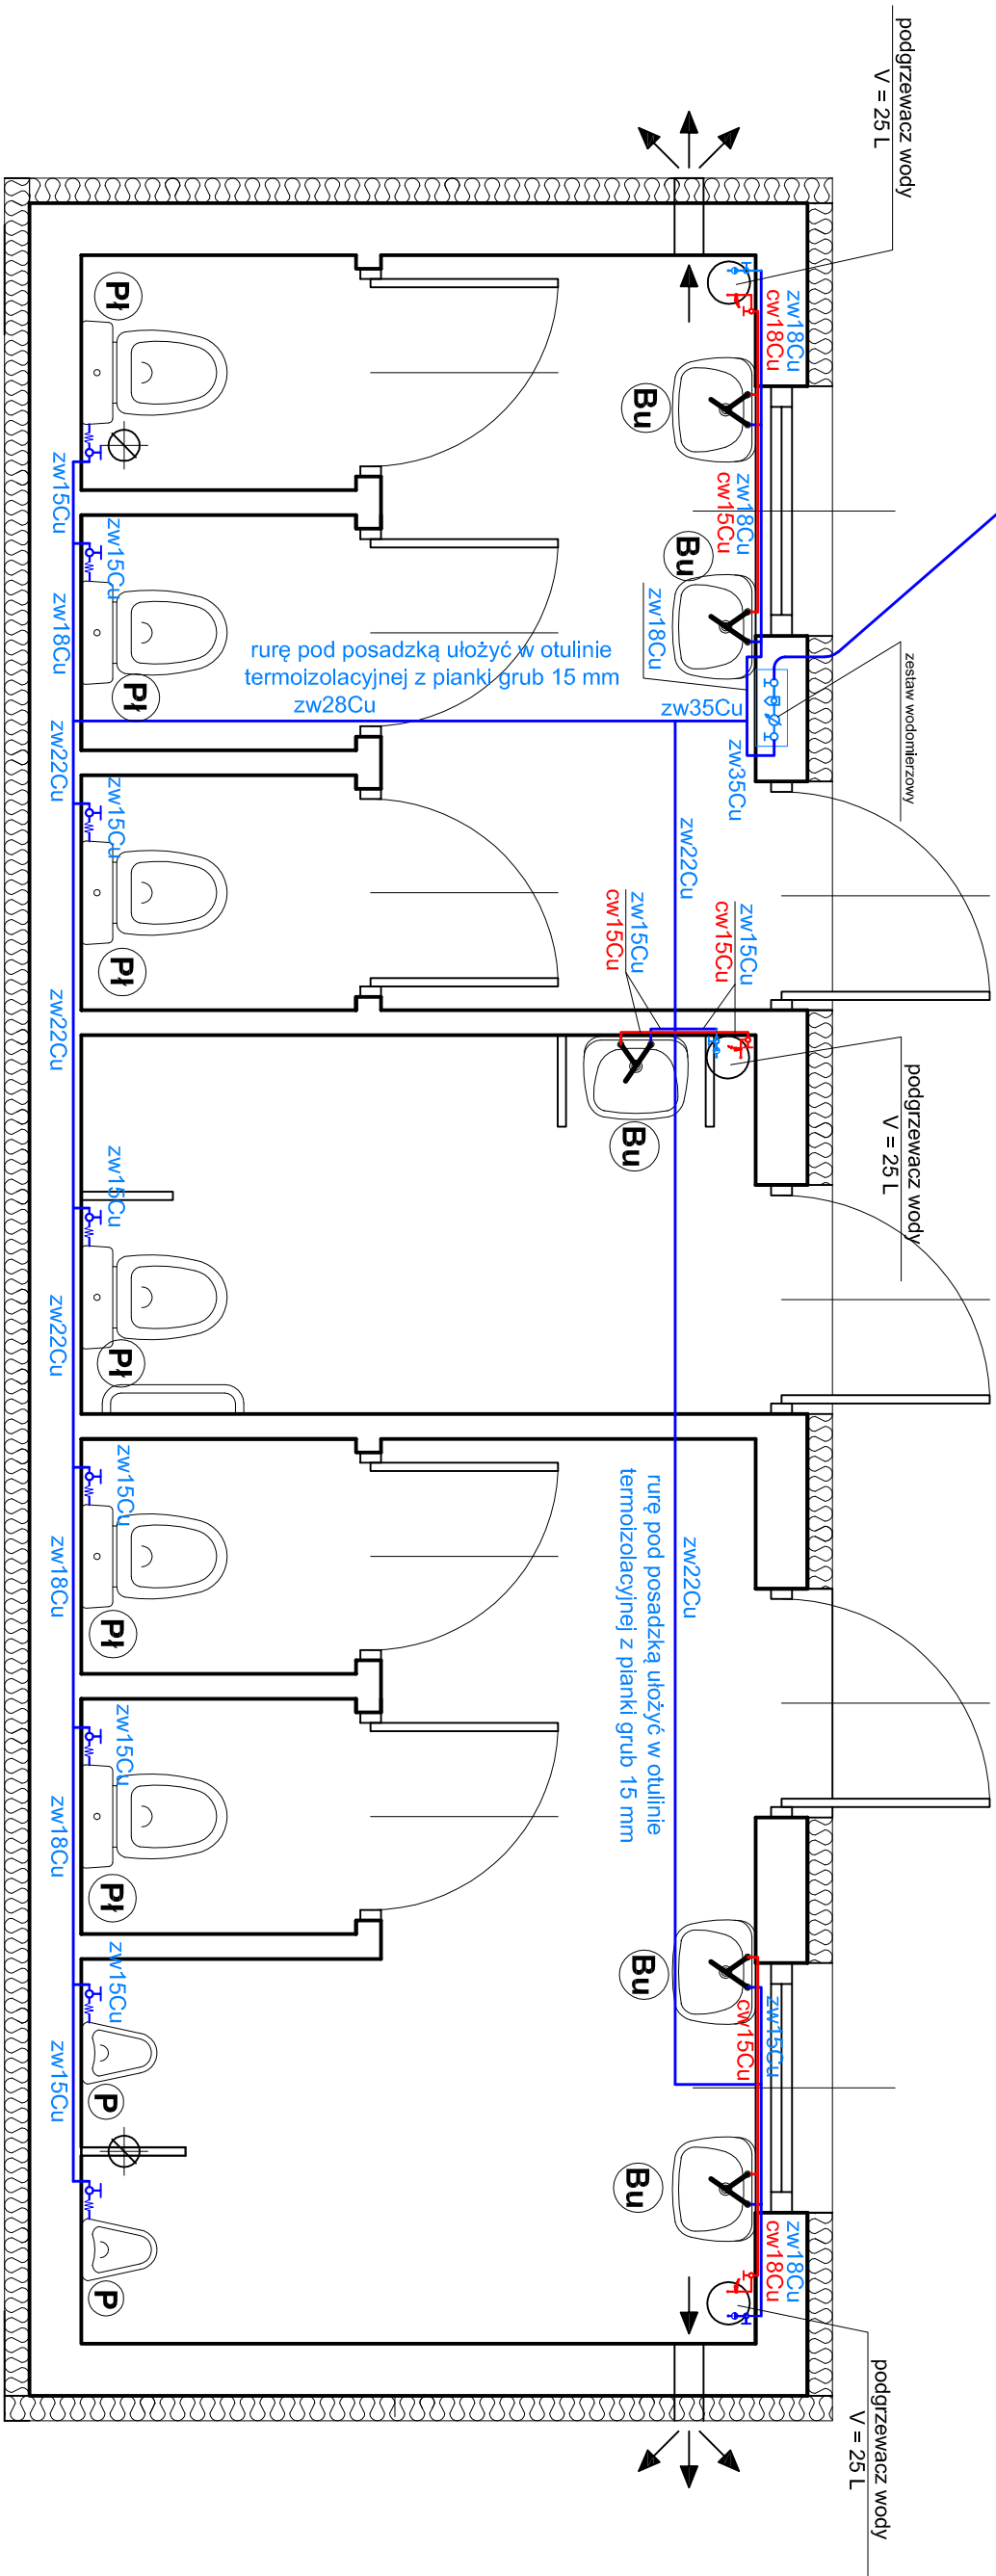 podgrzewacz wody
V = 25 L
zw18Cu
cw18Cu
Pł
Bu
zw15Cu
zw15Cu
zw18Cu
cw15Cu
Bu
zw18Cu
zw18Cu
rurę pod posadzką ułożyć w otulinie
termoizolacyjnej z pianki grub 15 mm
zw28Cu
Pł
zw35Cu
zw35Cu
zestaw wodomierzowy
zw22Cu
zw15Cu
zw22Cu
zw15Cu
cw15Cu
zw15Cu
cw15Cu
Pł
zw22Cu
podgrzewacz wody
V = 25 L
Bu
zw15Cu
zw22Cu
Pł
zw15Cu
zw18Cu
Pł
zw22Cu
rurę pod posadzką ułożyć w otulinie
termoizolacyjnej z pianki grub 15 mm
zw15Cu
zw18Cu
Pł
zw15Cu
zw15Cu
P
Bu
zw15Cu
cw15Cu
Bu
zw18Cu
cw18Cu
P
podgrzewacz wody
V = 25 L